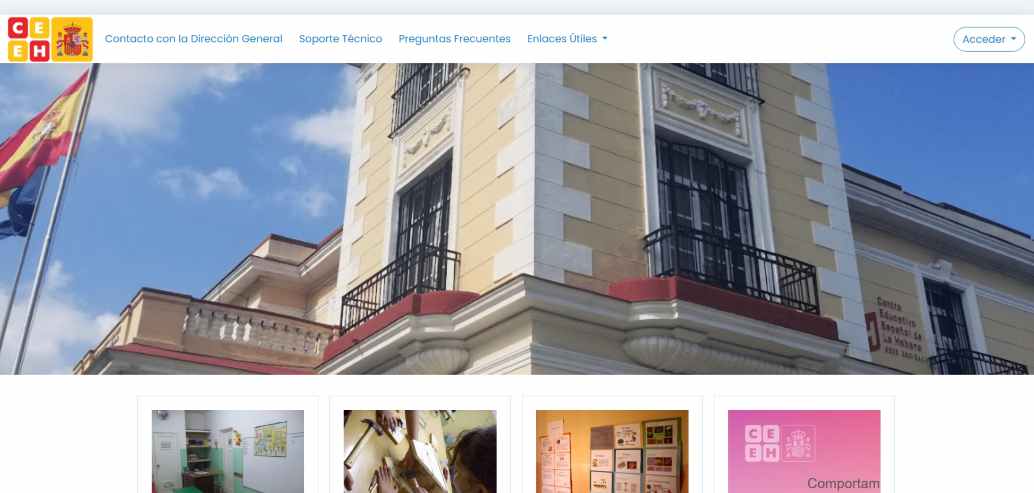 C E
E H
Contacto con la Dirección General Soporte Técnico Preguntas Frecuentes Enlaces Útiles
Acceder
Centro
Educativo
Español de
La Habana
C E
E H
Comportam